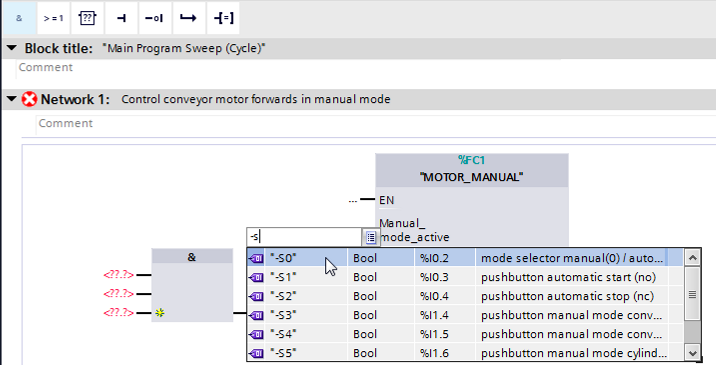 & >=1 [??] -o|
Block title: "Main Program Sweep (Cycle)"
Comment
Network 1: Control conveyor motor forwards in manual mode
Comment
%FC1
"MOTOR_MANUAL"
... EN
Manual_
mode_active
-s
&
<??.?>
<??.?>
<??.?>
"-S0" Bool %I0.2 mode selector manual(0) / auto...
"-S1" Bool %I0.3 pushbutton automatic start (no)
"-S2" Bool %I0.4 pushbutton automatic stop (nc)
"-S3" Bool %I1.4 pushbutton manual mode conv...
"-S4" Bool %I1.5 pushbutton manual mode conv...
"-S5" Bool %I1.6 pushbutton manual mode cylind...